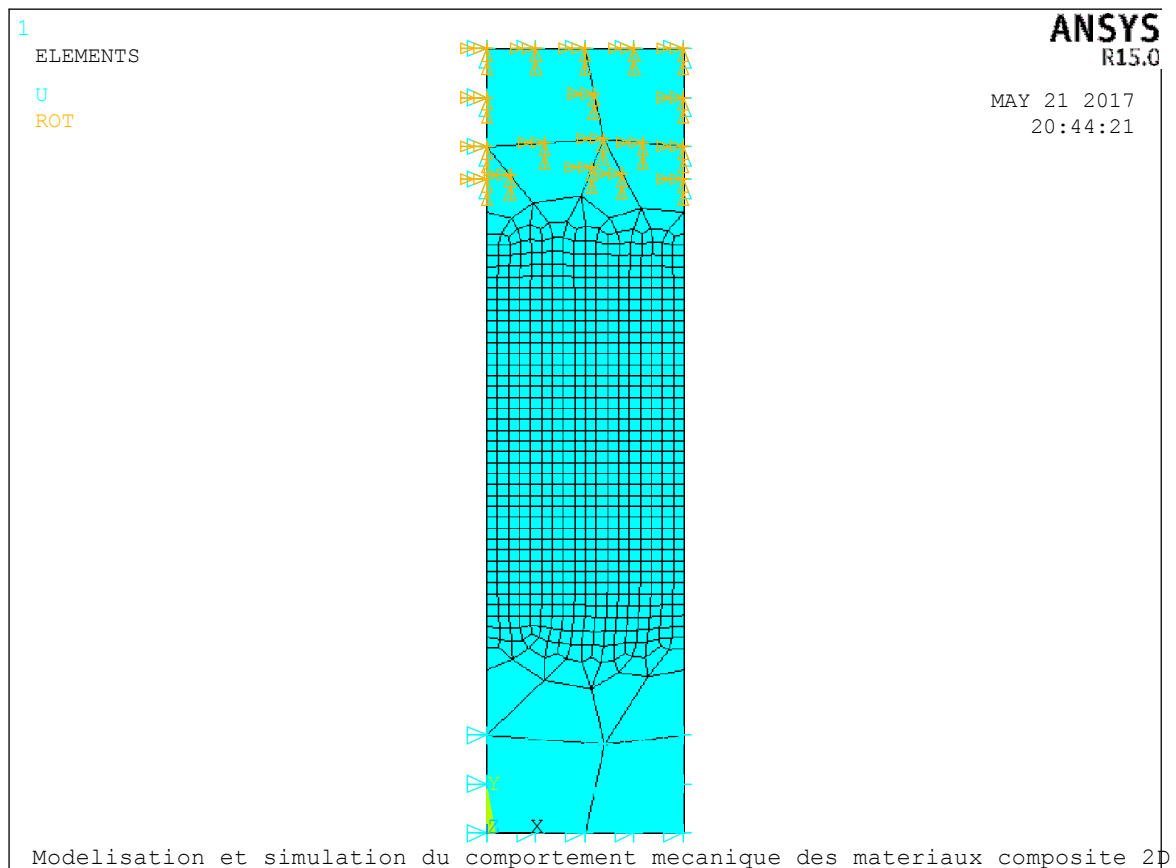 1
ANSYS
R15.0
ELEMENTS
U
ROT
MAY 21 2017
20:44:21
Y
Z
X
Modelisation et simulation du comportement mecanique des materiaux composite 2D